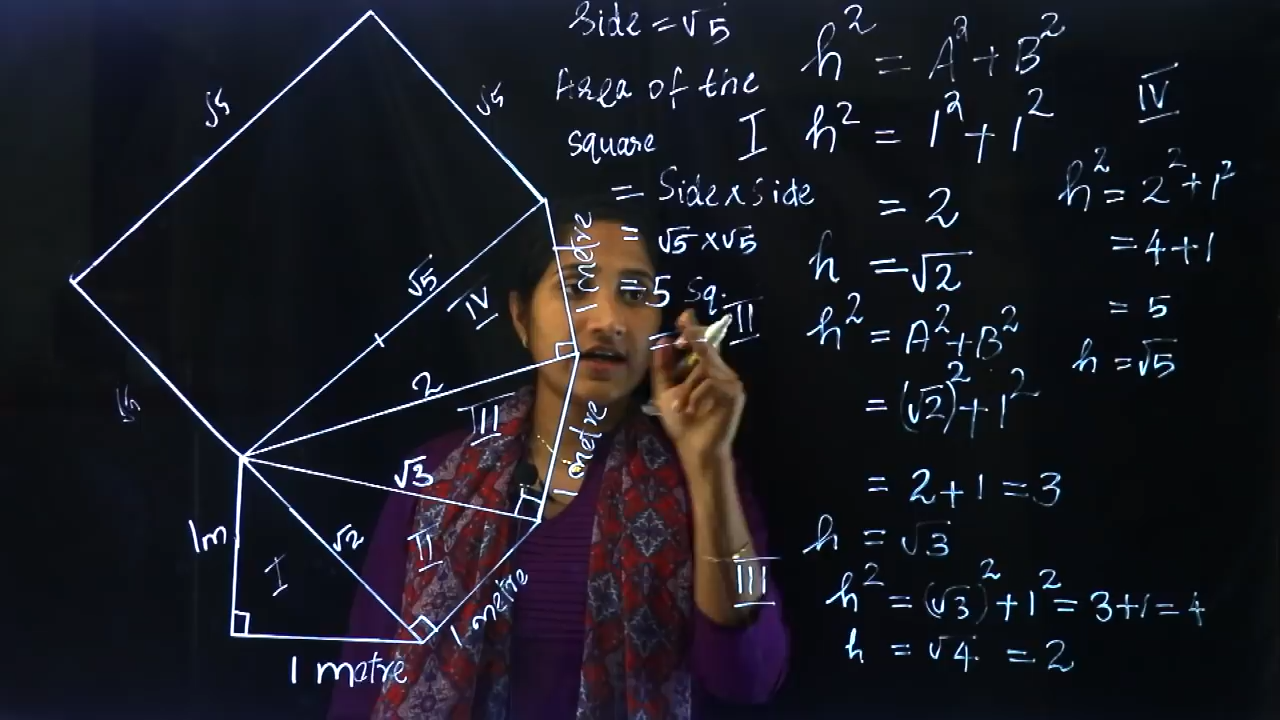 √5
√5
√5
√5
IV
2
III
√3
√2
II
I
1m
1 metre
1 metre
1 metre
1 metre
Side = √5
Area of the
square
= Side x Side
= √5 x √5
= 5 Sq.
=
h² = A² + B²
I h² = 1² + 1²
= 2
h = √2
II h² = A² + B²
= (√2)² + 1²
= 2 + 1 = 3
h = √3
III h² = (√3)² + 1² = 3 + 1 = 4
h = √4 = 2
IV
h² = 2² + 1²
= 4 + 1
= 5
h = √5